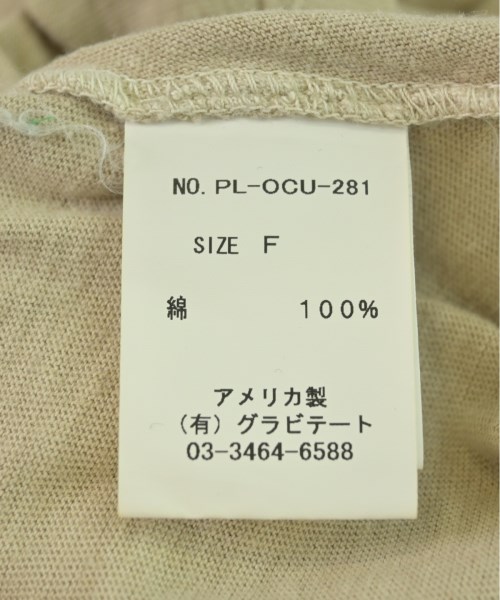 NO. PL-OCU-281
SIZE F
綿 100%
アメリカ製
(有) グラビテート
03-3464-6588